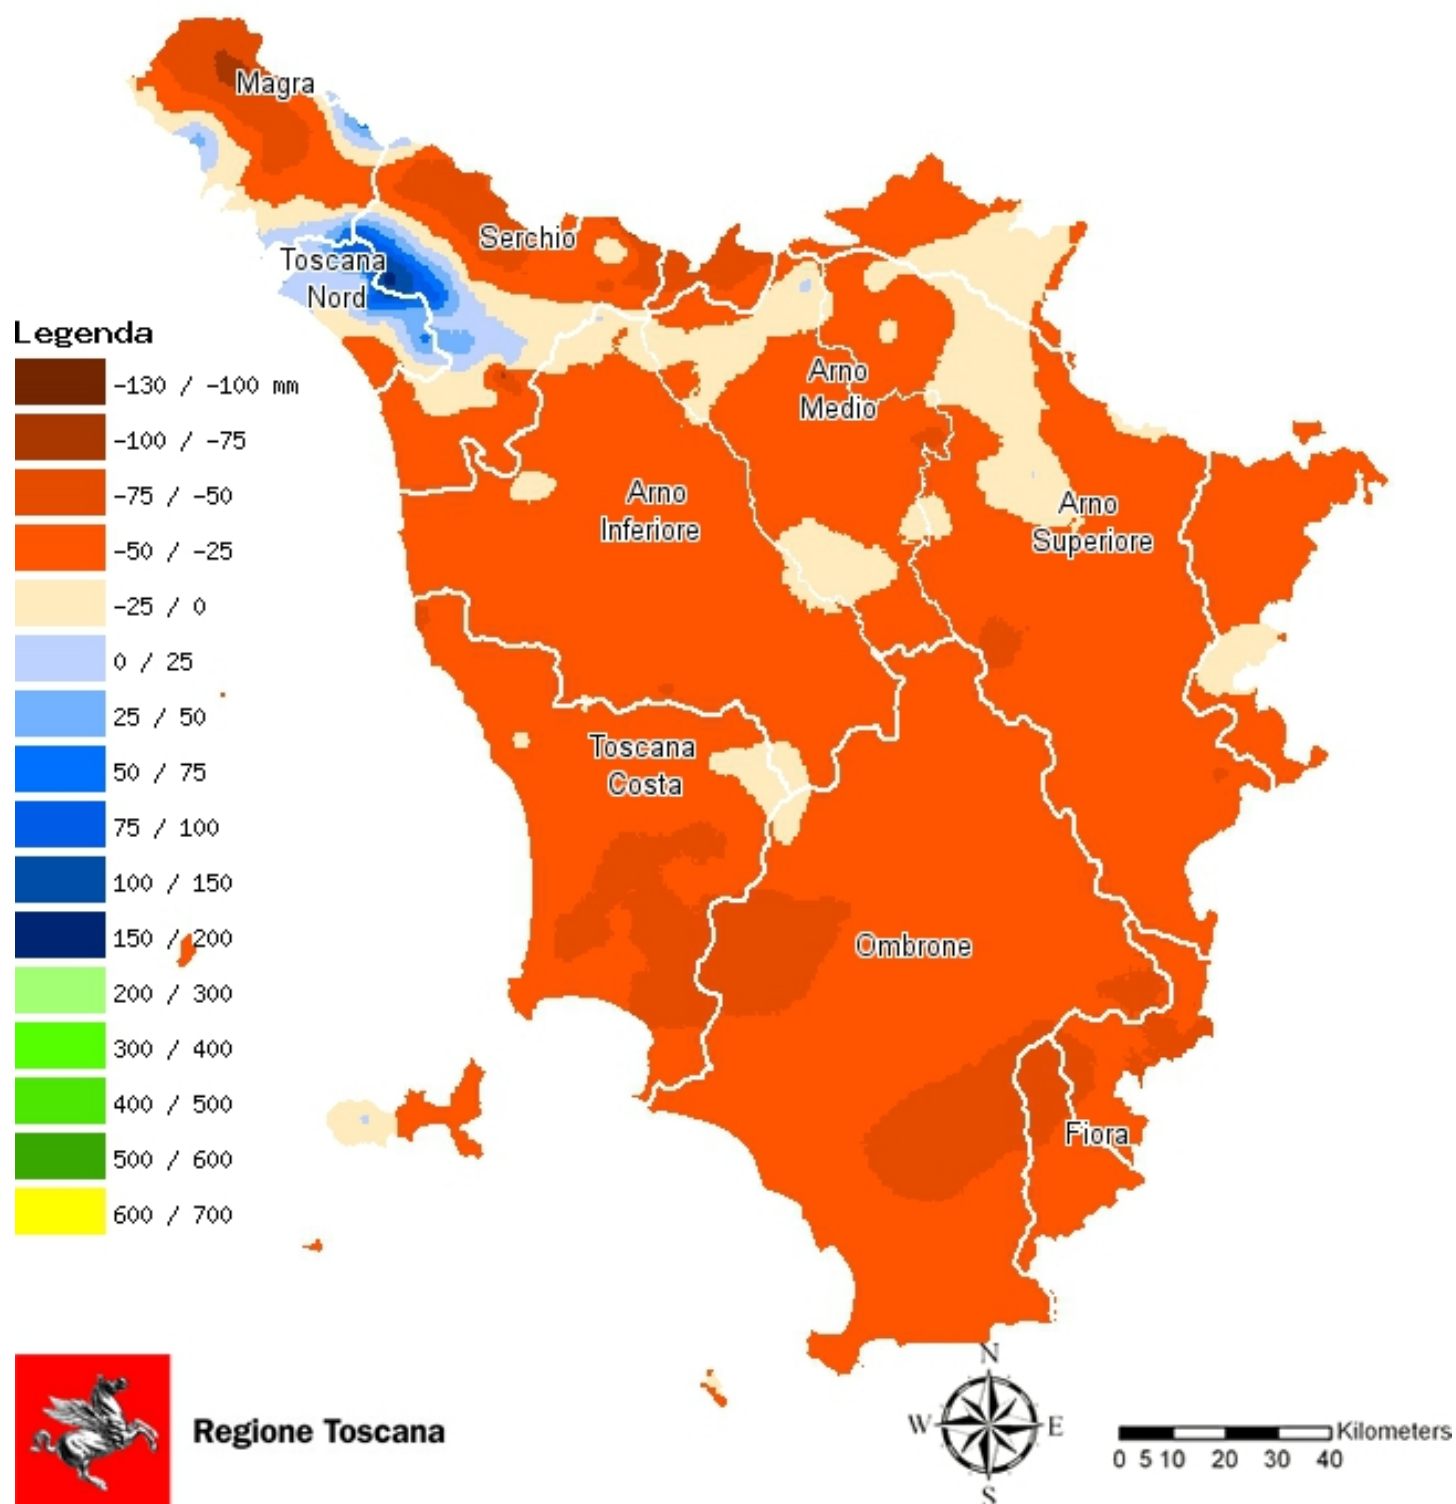 Magra
Serchio
Toscana
Nord
Legenda
-130 / -100 mm
-100 / -75
-75 / -50
-50 / -25
-25 / 0
0 / 25
25 / 50
50 / 75
75 / 100
100 / 150
150 / 200
200 / 300
300 / 400
400 / 500
500 / 600
600 / 700
Arno
Medio
Arno
Inferiore
Arno
Superiore
Toscana
Costa
Ombrone
Fiora
Regione Toscana
N
W
E
S
Kilometers
0 5 10 20 30 40